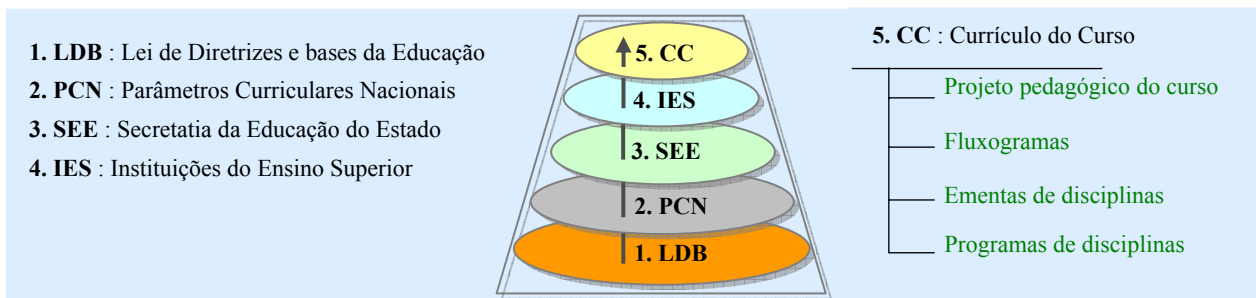 1. LDB : Lei de Diretrizes e bases da Educação
2. PCN : Parâmetros Curriculares Nacionais
3. SEE : Secretatia da Educação do Estado
4. IES : Instituições do Ensino Superior
5. CC
4. IES
3. SEE
2. PCN
1. LDB
5. CC : Currículo do Curso
Projeto pedagógico do curso
Fluxogramas
Ementas de disciplinas
Programas de disciplinas